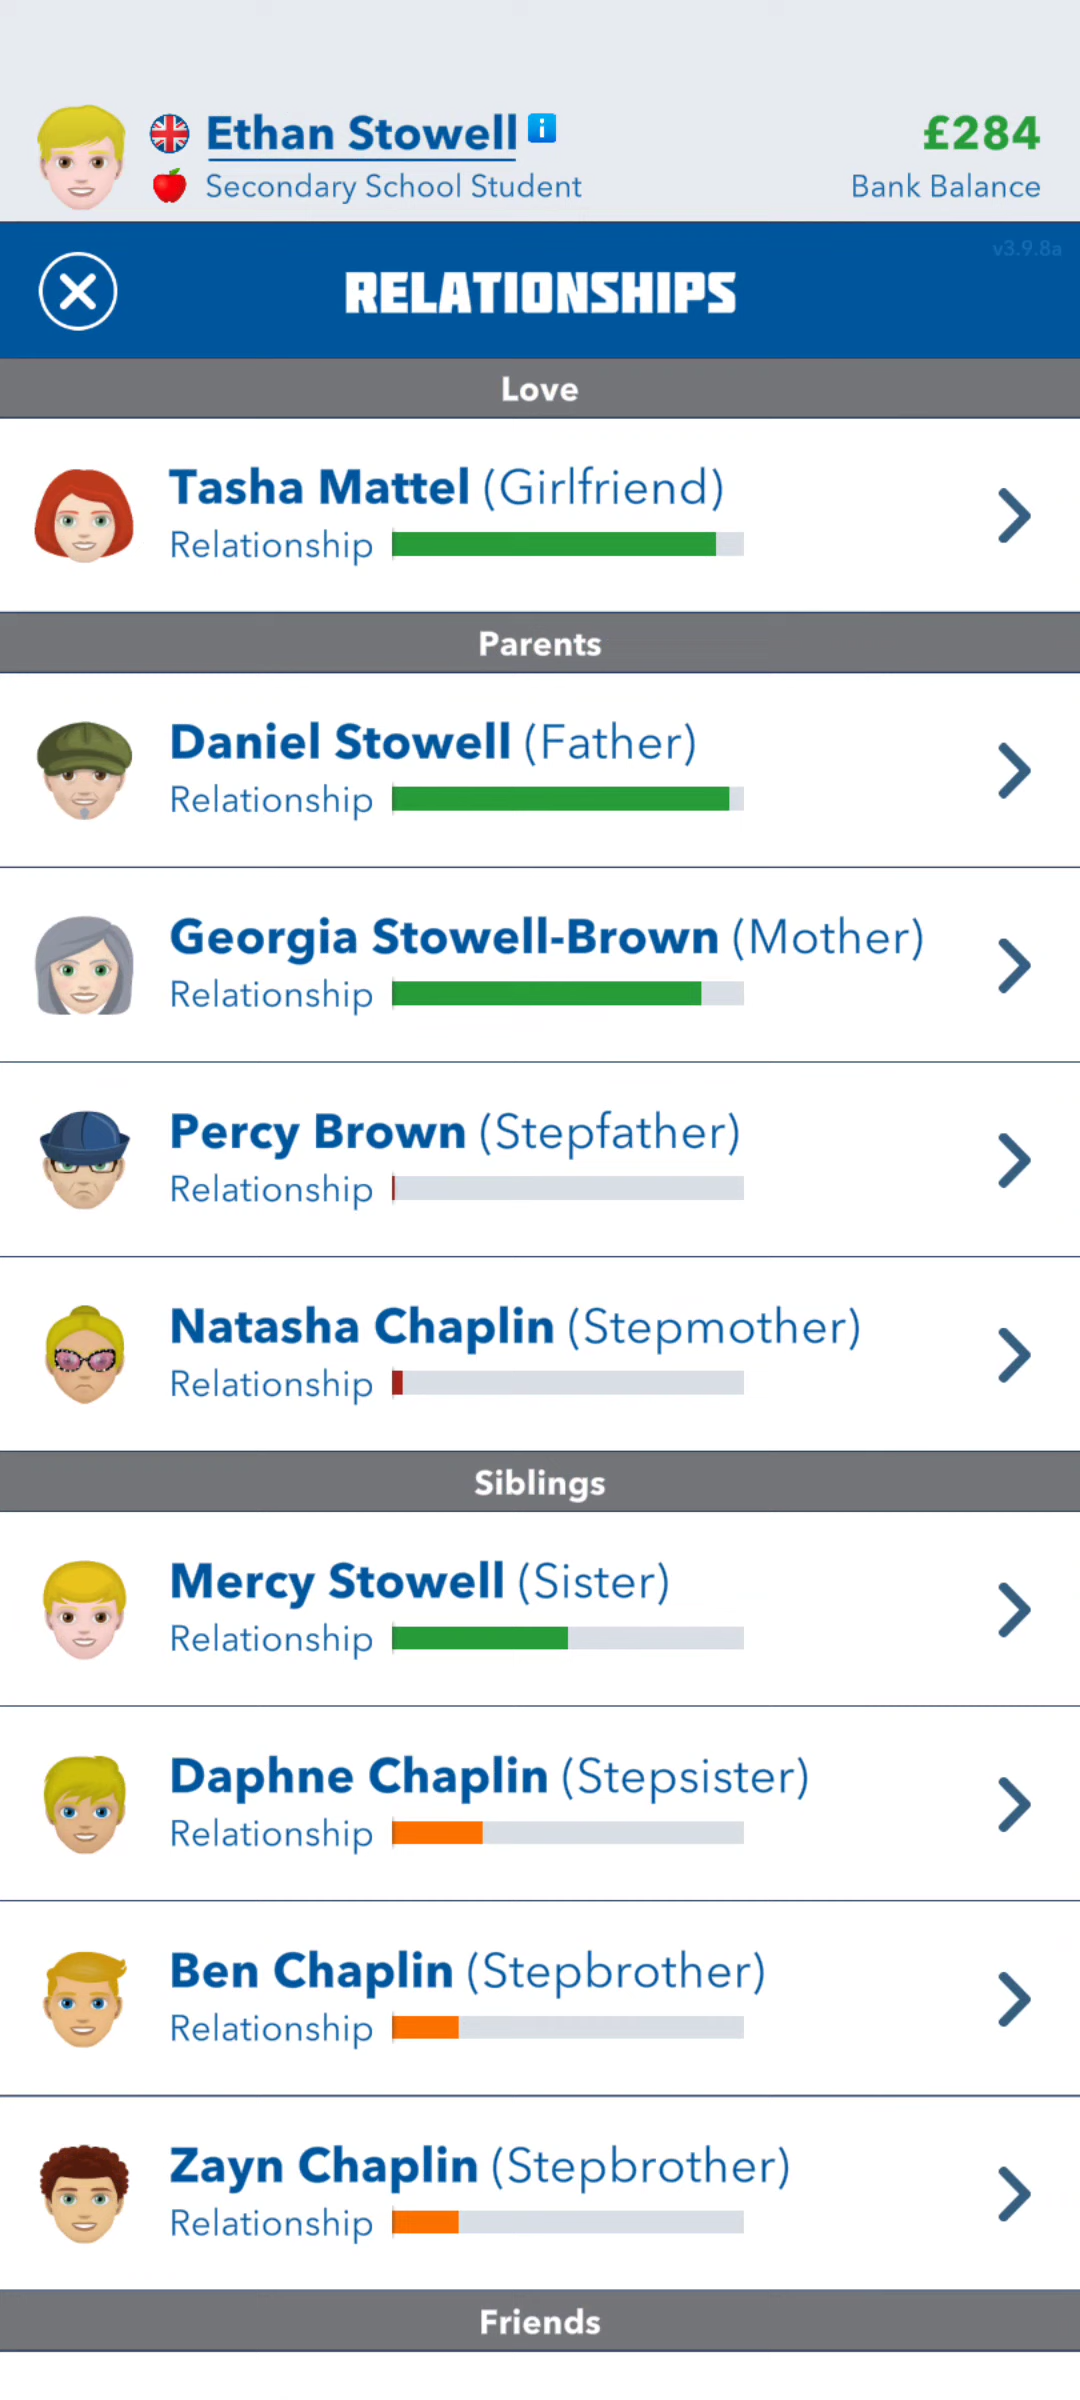 Ethan Stowell
£284
Secondary School Student
Bank Balance
v3.9.8a
RELATIONSHIPS
Love
Tasha Mattel (Girlfriend)
Relationship
Parents
Daniel Stowell (Father)
Relationship
Georgia Stowell-Brown (Mother)
Relationship
Percy Brown (Stepfather)
Relationship
Natasha Chaplin (Stepmother)
Relationship
Siblings
Mercy Stowell (Sister)
Relationship
Daphne Chaplin (Stepsister)
Relationship
Ben Chaplin (Stepbrother)
Relationship
Zayn Chaplin (Stepbrother)
Relationship
Friends